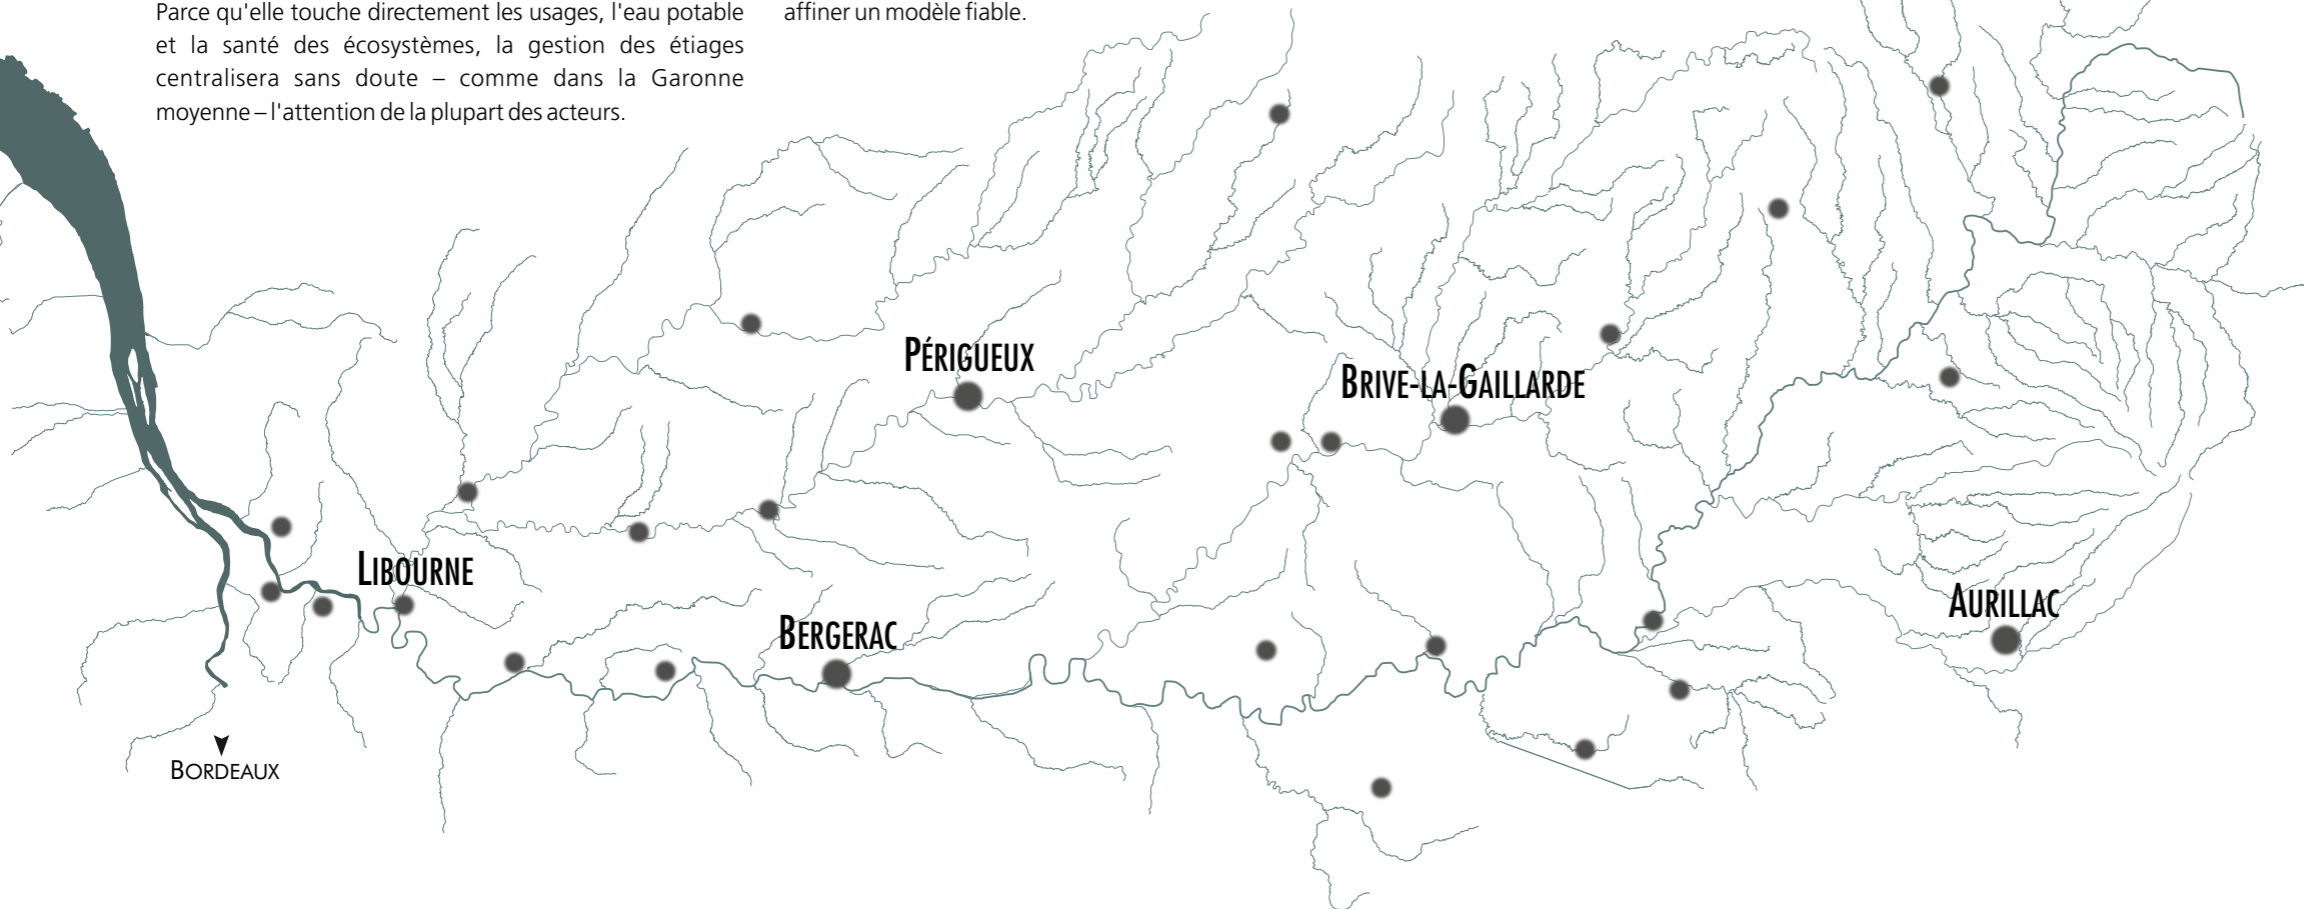 Parce qu'elle touche directement les usages, l'eau potable
et la santé des écosystèmes, la gestion des étiages
centralisera sans doute – comme dans la Garonne
moyenne – l'attention de la plupart des acteurs.
affiner un modèle fiable.
PÉRIGUEUX
BRIVE-LA-GAILLARDE
LIBOURNE
BERGERAC
AURILLAC
BORDEAUX